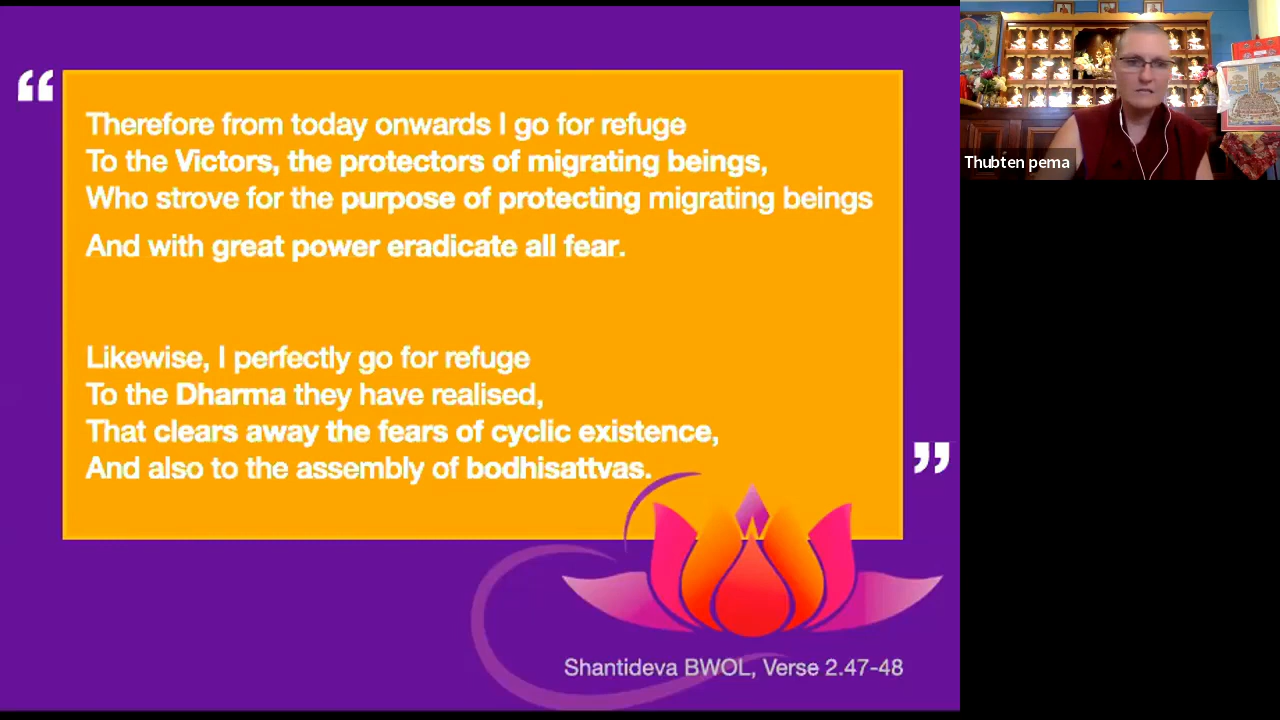 “
Therefore from today onwards I go for refuge
To the Victors, the protectors of migrating beings,
Who strove for the purpose of protecting migrating beings
And with great power eradicate all fear.
Likewise, I perfectly go for refuge
To the Dharma they have realised,
That clears away the fears of cyclic existence,
And also to the assembly of bodhisattvas.
”
Shantideva BWOL, Verse 2.47-48
Thubten pema